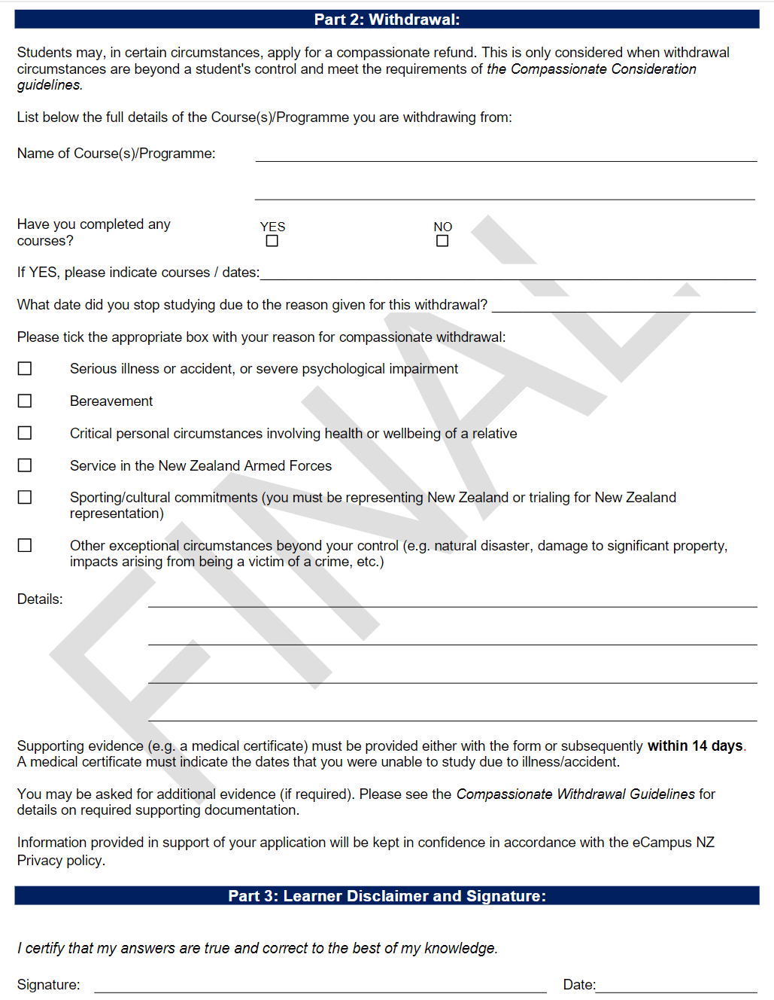 Part 2: Withdrawal:
Students may, in certain circumstances, apply for a compassionate refund. This is only considered when withdrawal
circumstances are beyond a student's control and meet the requirements of the Compassionate Consideration
guidelines.
List below the full details of the Course(s)/Programme you are withdrawing from:
Name of Course(s)/Programme:
Have you completed any
courses?
YES
NO
If YES, please indicate courses / dates:
What date did you stop studying due to the reason given for this withdrawal?
Please tick the appropriate box with your reason for compassionate withdrawal:
Serious illness or accident, or severe psychological impairment
Bereavement
Critical personal circumstances involving health or wellbeing of a relative
Service in the New Zealand Armed Forces
Sporting/cultural commitments (you must be representing New Zealand or trialing for New Zealand
representation)
Other exceptional circumstances beyond your control (e.g. natural disaster, damage to significant property,
impacts arising from being a victim of a crime, etc.)
Details:
Supporting evidence (e.g. a medical certificate) must be provided either with the form or subsequently within 14 days.
A medical certificate must indicate the dates that you were unable to study due to illness/accident.
You may be asked for additional evidence (if required). Please see the Compassionate Withdrawal Guidelines for
details on required supporting documentation.
Information provided in support of your application will be kept in confidence in accordance with the eCampus NZ
Privacy policy.
Part 3: Learner Disclaimer and Signature:
I certify that my answers are true and correct to the best of my knowledge.
Signature: Date:
FINAL